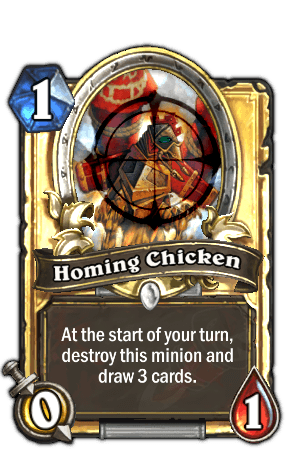 1
Homing Chicken
At the start of your turn,
destroy this minion and
draw 3 cards.
0
1